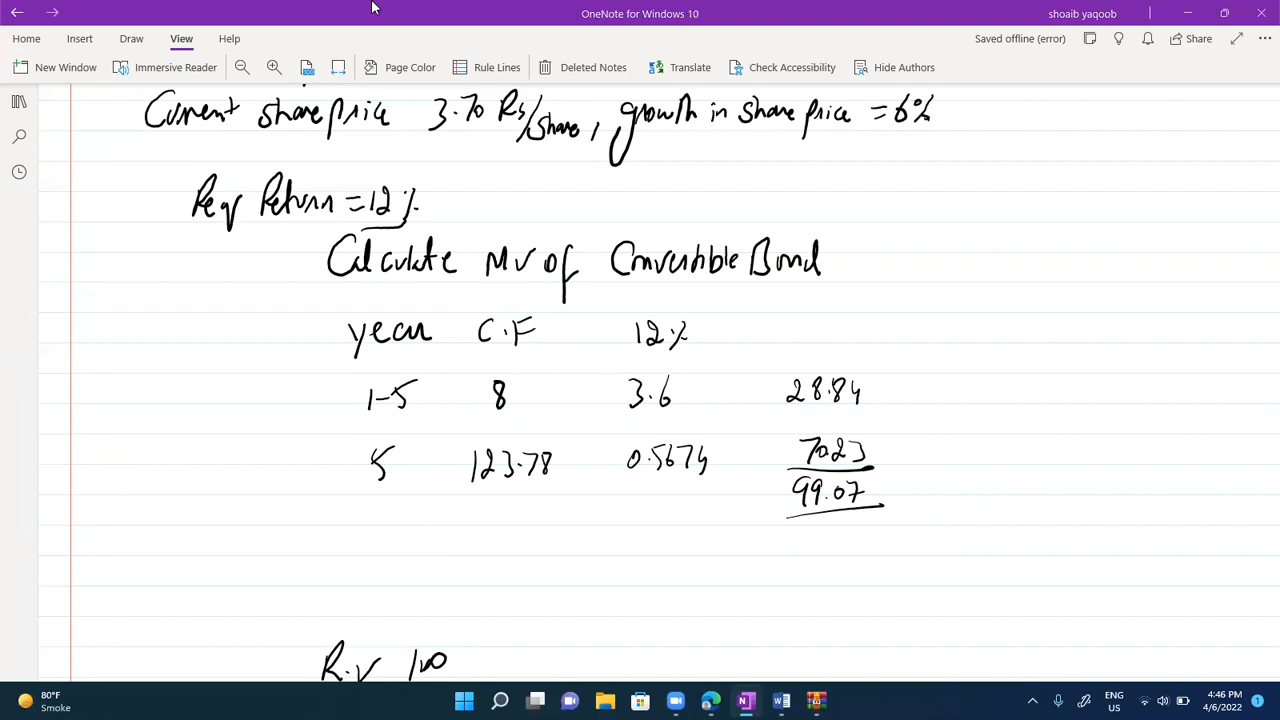 OneNote for Windows 10
shoaib yaqoob
Home Insert Draw View Help
Saved offline (error)
Share
New Window
Immersive Reader
Page Color
Rule Lines
Deleted Notes
Translate
Check Accessibility
Hide Authors
Current share price 3.70 Rs/share, growth in share price = 6%
Req Return = 12%
Calculate MV of Convertible Bond
year C.F 12%
1-5 8 3.6 28.84
5 123.78 0.5674 7023
99.07
R.V 100
80°F
Smoke
ENG
US
4:46 PM
4/6/2022